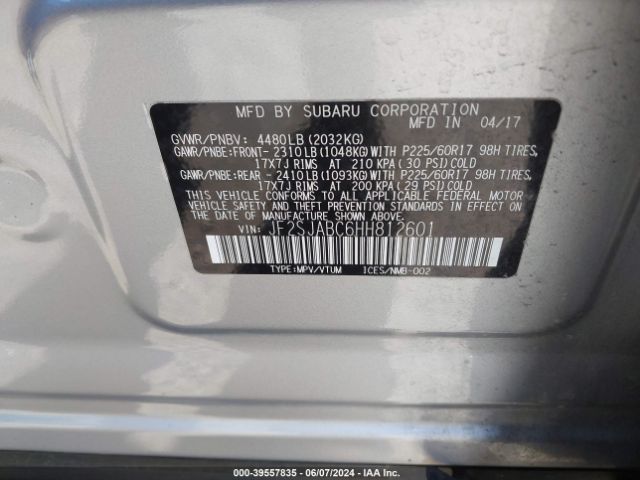 MFD BY SUBARU CORPORATION
MFD IN 04/17
GVWR/PNBV: 4480LB(2032KG)
GAWR/PNBE:FRONT- 2310LB(1048KG)WITH P225/60R17 98H TIRES,
17X7J RIMS AT 210 KPA(30 PSI)COLD
GAWR/PNBE:REAR - 2410LB(1093KG)WITH P225/60R17 98H TIRES,
17X7J RIMS AT 200 KPA(29 PSI)COLD
THIS VEHICLE CONFORMS TO ALL APPLICABLE FEDERAL MOTOR
VEHICLE SAFETY, BUMPER, AND THEFT PREVENTION STANDARDS
IN EFFECT ON THE DATE OF MANUFACTURE SHOWN ABOVE.
VIN: JF2SJABC6HH812601
TYPE:MPV/VTUM ICES/NMB-002
000-39557835 - 06/07/2024 - IAA Inc.